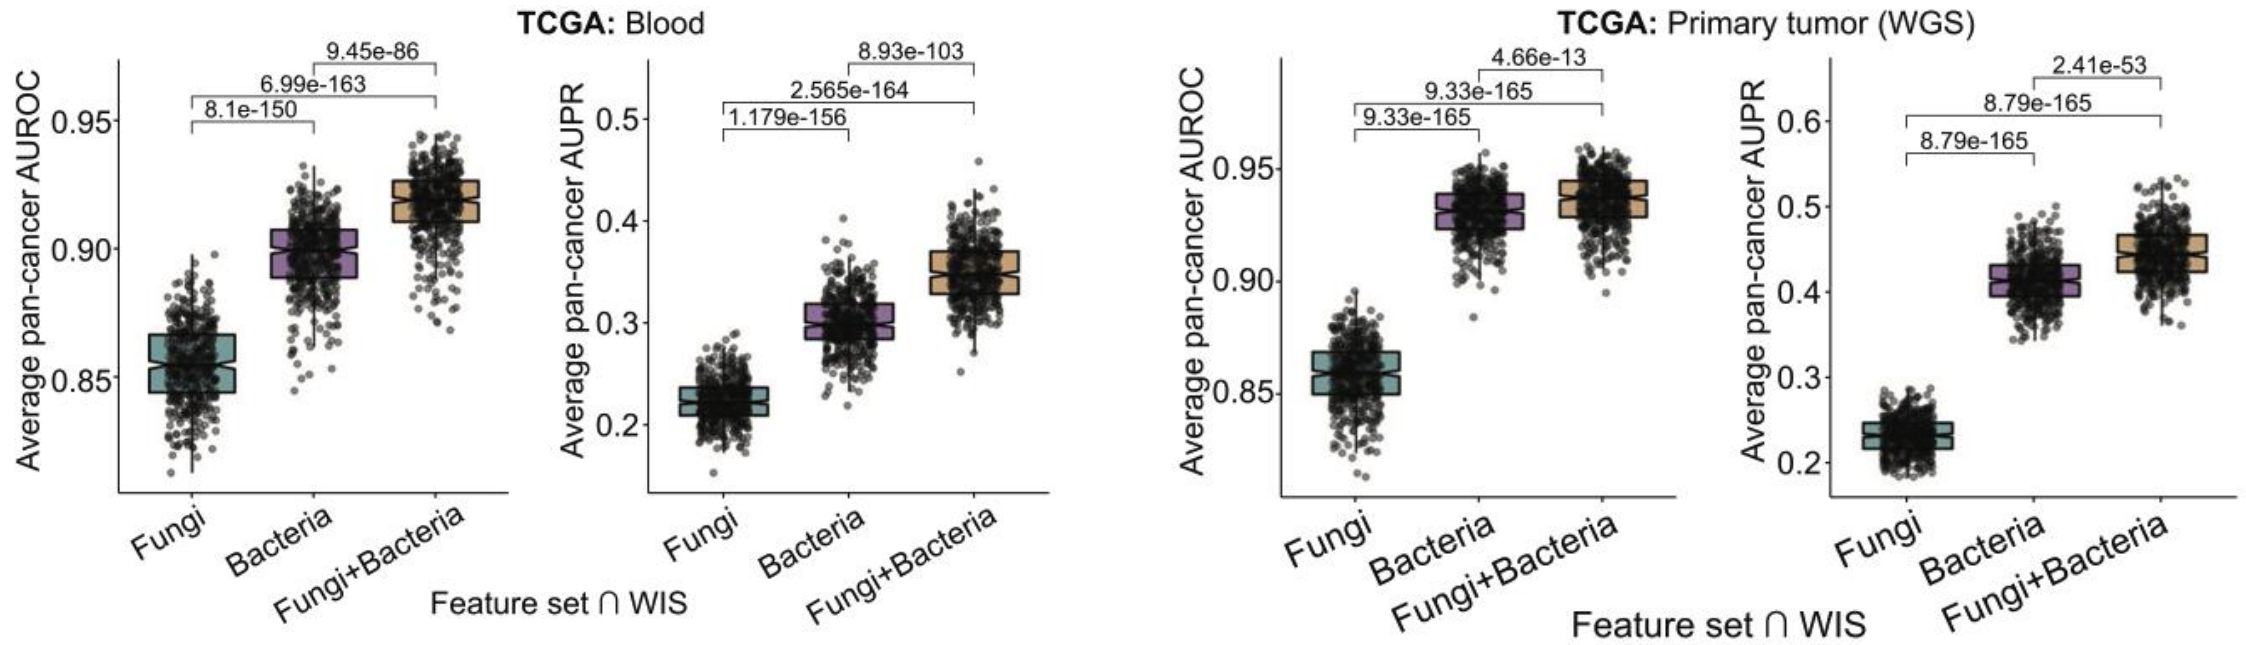 TCGA: Blood
Average pan-cancer AUROC
0.95
0.90
0.85
9.45e-86
6.99e-163
8.1e-150
Fungi
Bacteria
Fungi+Bacteria
Average pan-cancer AUPR
0.5
0.4
0.3
0.2
8.93e-103
2.565e-164
1.179e-156
Fungi
Bacteria
Fungi+Bacteria
Feature set ∩ WIS
TCGA: Primary tumor (WGS)
Average pan-cancer AUROC
0.95
0.90
0.85
4.66e-13
9.33e-165
9.33e-165
Fungi
Bacteria
Fungi+Bacteria
Average pan-cancer AUPR
0.6
0.5
0.4
0.3
0.2
2.41e-53
8.79e-165
8.79e-165
Fungi
Bacteria
Fungi+Bacteria
Feature set ∩ WIS